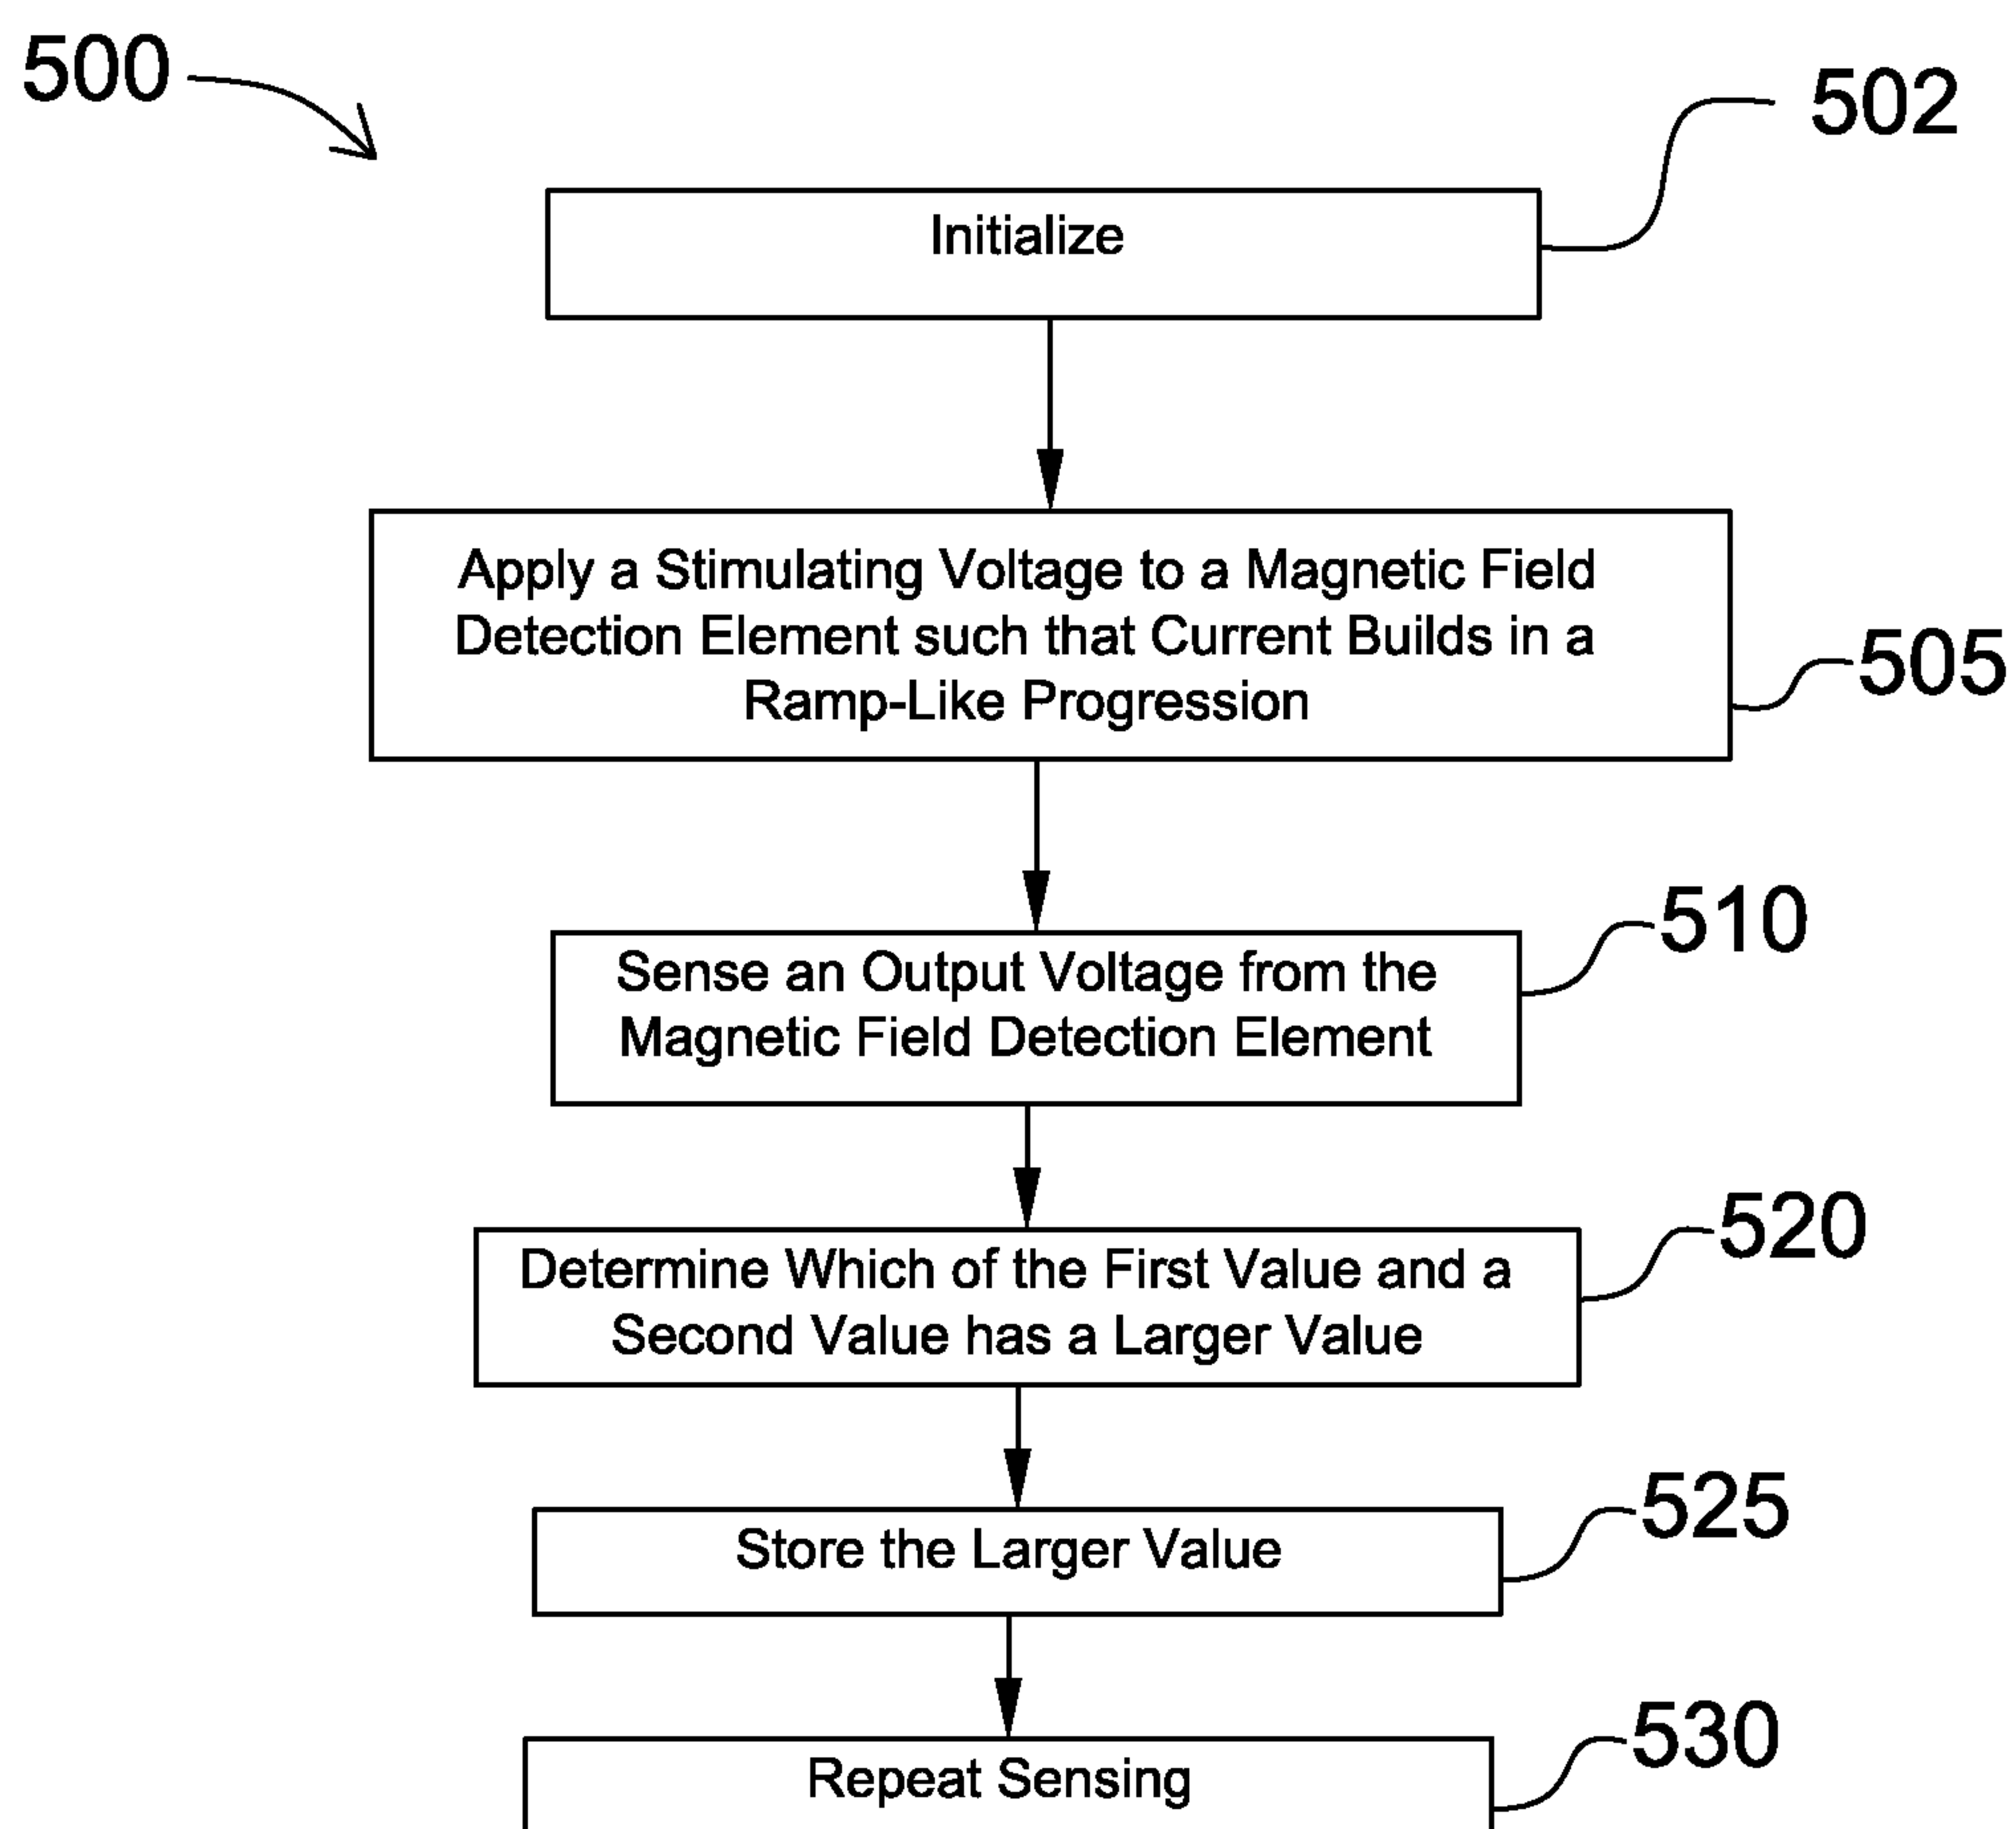 500
502
Initialize
Apply a Stimulating Voltage to a Magnetic Field
Detection Element such that Current Builds in a
Ramp-Like Progression
505
Sense an Output Voltage from the
Magnetic Field Detection Element
510
Determine Which of the First Value and a
Second Value has a Larger Value
520
Store the Larger Value
525
Repeat Sensing
530